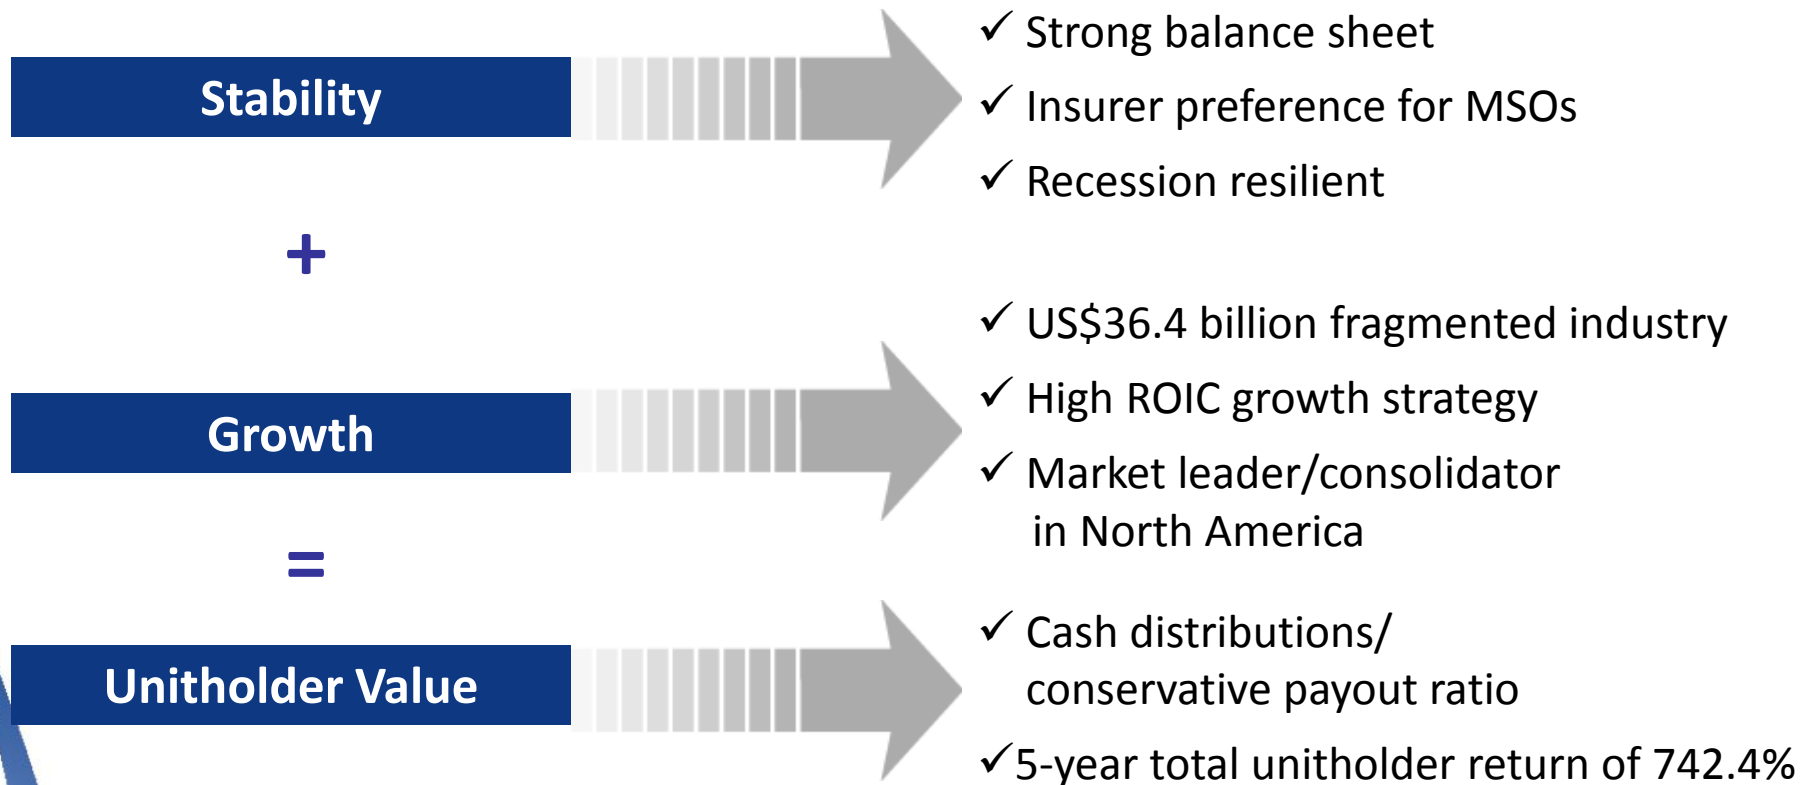 Stability
✓ Strong balance sheet
✓ Insurer preference for MSOs
✓ Recession resilient
+
Growth
✓ US$36.4 billion fragmented industry
✓ High ROIC growth strategy
✓ Market leader/consolidator
in North America
=
Unitholder Value
✓ Cash distributions/
conservative payout ratio
✓5-year total unitholder return of 742.4%